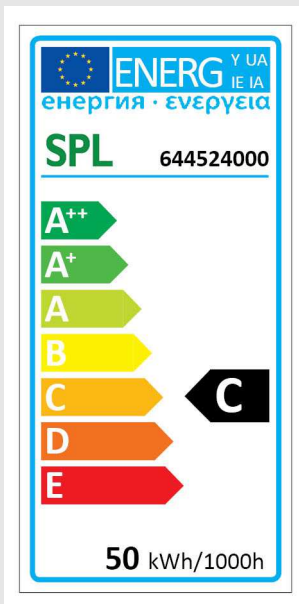 ENERG Y UA
IE IA
енергия · ενεργεια
SPL 644524000
A++
A+
A
B
C C
D
E
50 kWh/1000h